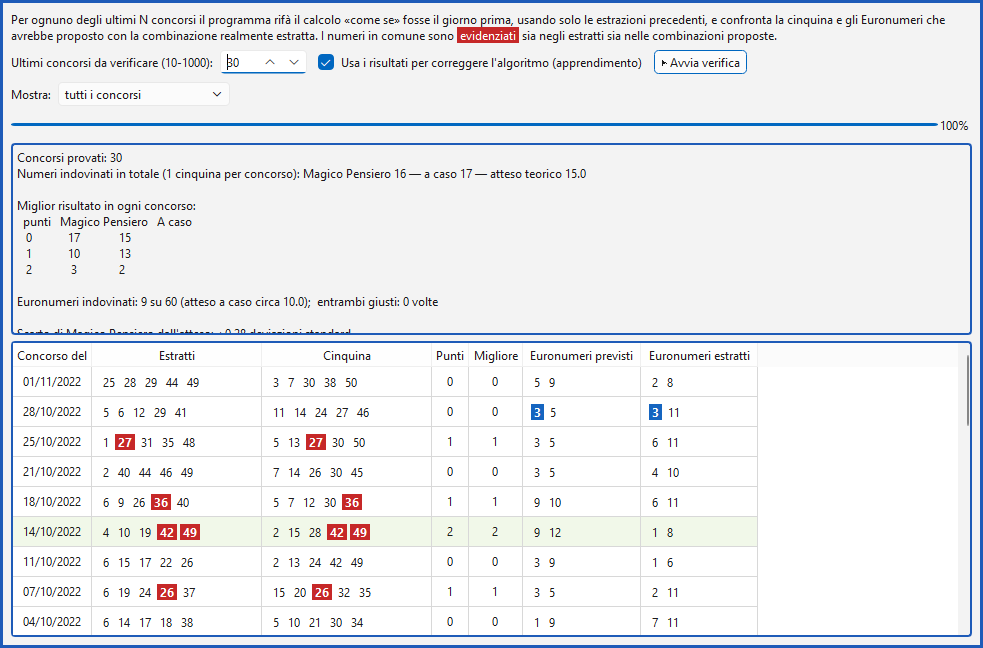 Per ognuno degli ultimi N concorsi il programma rifà il calcolo «come se» fosse il giorno prima, usando solo le estrazioni precedenti, e confronta la cinquina e gli Euronumeri che
avrebbe proposto con la combinazione realmente estratta. I numeri in comune sono evidenziati sia negli estratti sia nelle combinazioni proposte.
Ultimi concorsi da verificare (10-1000): 30 Usa i risultati per correggere l'algoritmo (apprendimento) Avvia verifica
Mostra: tutti i concorsi
100%
Concorsi provati: 30
Numeri indovinati in totale (1 cinquina per concorso): Magico Pensiero 16 — a caso 17 — atteso teorico 15.0
Miglior risultato in ogni concorso:
punti Magico Pensiero A caso
0 17 15
1 10 13
2 3 2
Euronumeri indovinati: 9 su 60 (atteso a caso circa 10.0); entrambi giusti: 0 volte
Concorso del Estratti Cinquina Punti Migliore Euronumeri previsti Euronumeri estratti
01/11/2022 25 28 29 44 49 3 7 30 38 50 0 0 5 9 2 8
28/10/2022 5 6 12 29 41 11 14 24 27 46 0 0 3 5 3 11
25/10/2022 1 27 31 35 48 5 13 27 30 50 1 1 3 5 6 11
21/10/2022 2 40 44 46 49 7 14 26 30 45 0 0 3 5 4 10
18/10/2022 6 9 26 36 40 5 7 12 30 36 1 1 9 10 6 11
14/10/2022 4 10 19 42 49 2 15 28 42 49 2 2 9 12 1 8
11/10/2022 6 15 17 22 26 2 13 24 42 49 0 0 3 9 1 6
07/10/2022 6 19 24 26 37 15 20 26 32 35 1 1 3 5 2 11
04/10/2022 6 14 17 18 38 5 10 21 30 34 0 0 1 9 7 11